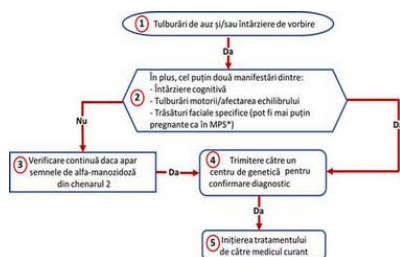 1 Tulburări de auz și/sau întârziere de vorbire
Da
2
În plus, cel puțin două manifestări dintre:
- Întârziere cognitivă
- Tulburări motorii/afectarea echilibrului
- Trăsături faciale specifice (pot fi mai puțin
pregnante ca în MPS*)
Nu
Da
3 Verificare continuă daca apar
semnele de alfa-manozidoză
din chenarul 2
Da
4 Trimitere către un
centru de genetică pentru
confirmare diagnostic
Da
5 Inițierea tratamentului
de către medicul curant